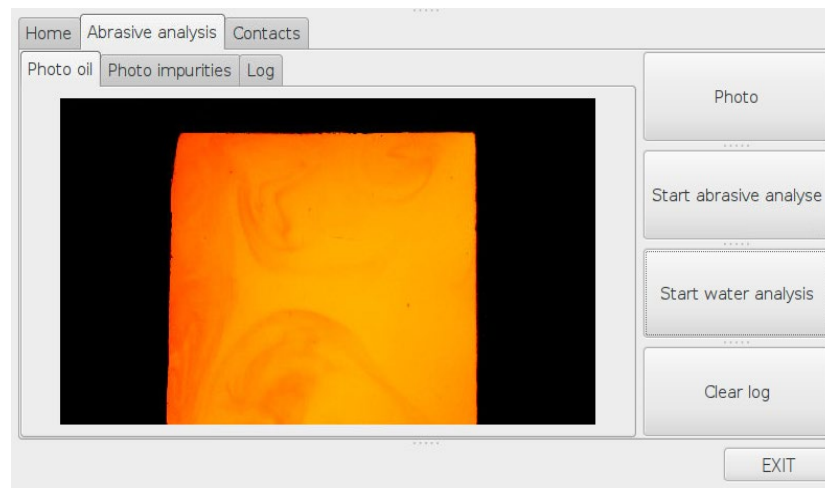 Home Abrasive analysis Contacts
Photo oil Photo impurities Log
Photo
Start abrasive analyse
Start water analysis
Clear log
EXIT